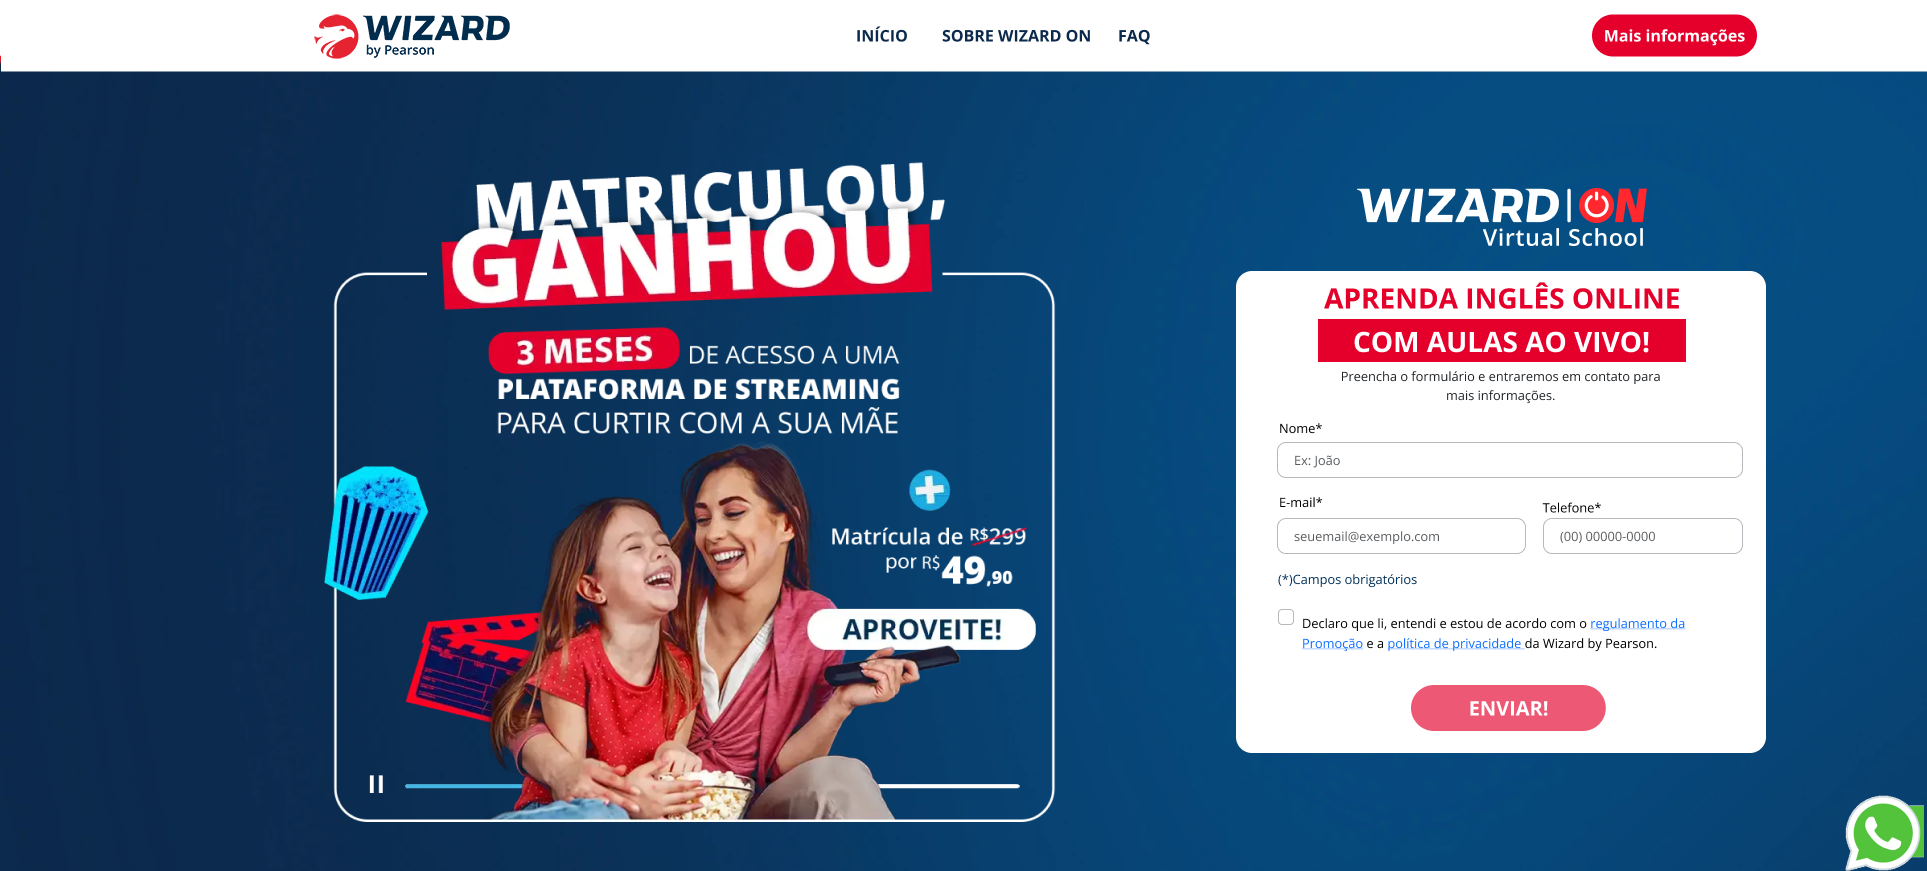 WIZARD
by Pearson
INÍCIO
SOBRE WIZARD ON
FAQ
Mais informações
MATRICULOU,
GANHOU
3 MESES DE ACESSO A UMA
PLATAFORMA DE STREAMING
PARA CURTIR COM A SUA MÃE
Matrícula de R$299
por R$49,90
APROVEITE!
WIZARD|ON
Virtual School
APRENDA INGLÊS ONLINE
COM AULAS AO VIVO!
Preencha o formulário e entraremos em contato para
mais informações.
Nome*
Ex: João
E-mail*
Telefone*
seuemail@exemplo.com
(00) 00000-0000
(*)Campos obrigatórios
Declaro que li, entendi e estou de acordo com o regulamento da
Promoção e a política de privacidade da Wizard by Pearson.
ENVIAR!